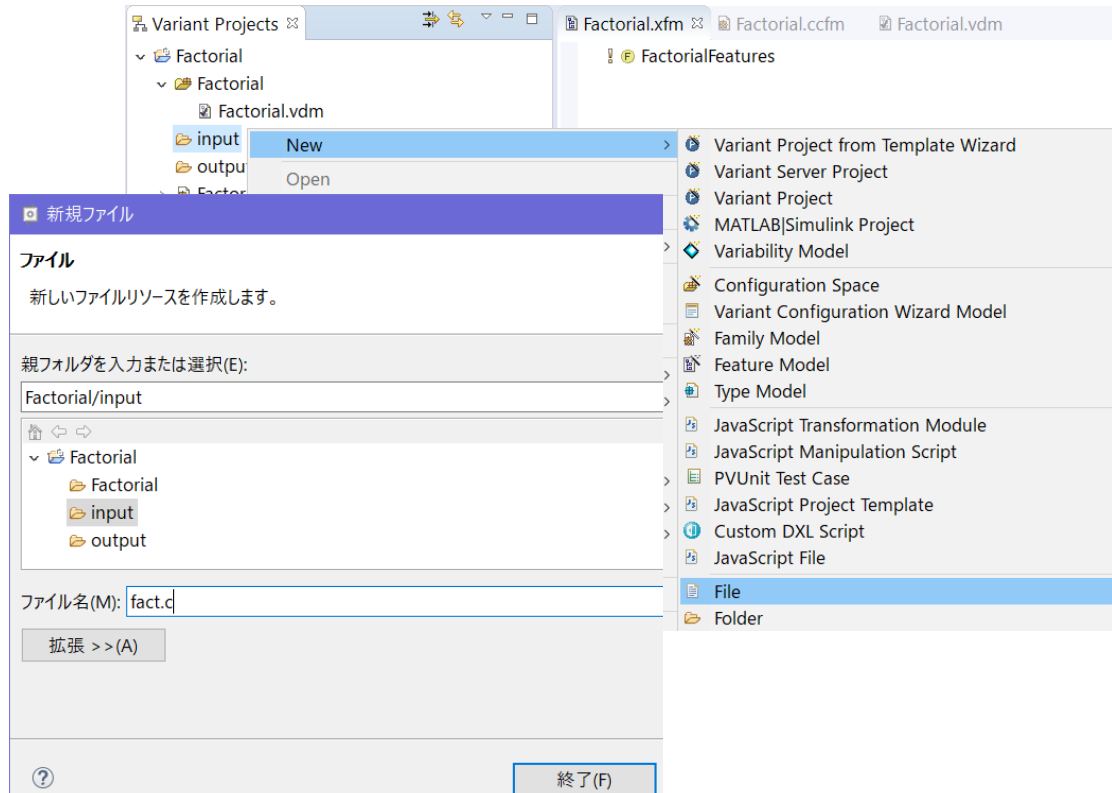 Variant Projects
Factorial.xfm
Factorial.ccfm
Factorial.vdm
Factorial
Factorial
Factorial.vdm
input
FactorialFeatures
New
Open
Variant Project from Template Wizard
Variant Server Project
Variant Project
MATLAB|Simulink Project
Variability Model
Configuration Space
Variant Configuration Wizard Model
Family Model
Feature Model
Type Model
JavaScript Transformation Module
JavaScript Manipulation Script
PVUnit Test Case
JavaScript Project Template
Custom DXL Script
JavaScript File
File
Folder
新規ファイル
ファイル
新しいファイルリソースを作成します。
親フォルダを入力または選択(E):
Factorial/input
Factorial
Factorial
input
output
ファイル名(M): fact.c
拡張 >>(A)
終了(F)